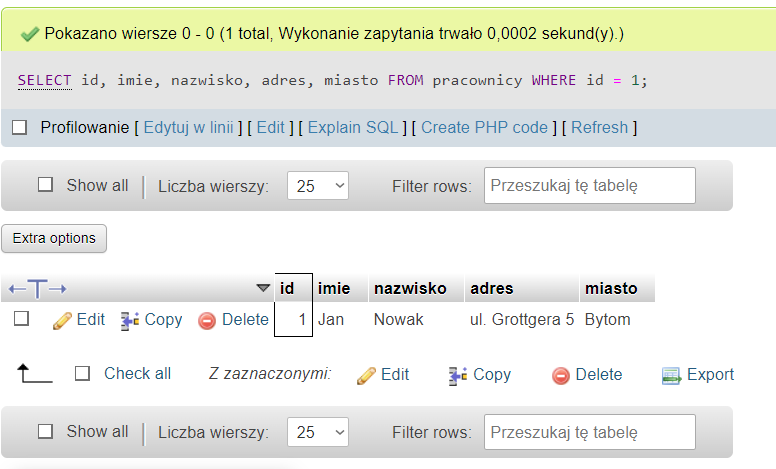 Pokazano wiersze 0 - 0 (1 total, Wykonanie zapytania trwało 0,0002 sekund(y).)
SELECT id, imie, nazwisko, adres, miasto FROM pracownicy WHERE id = 1;
Profilowanie [ Edytuj w linii ] [ Edit ] [ Explain SQL ] [ Create PHP code ] [ Refresh ]
Show all Liczba wierszy: 25 Filter rows: Przeszukaj tę tabelę
Extra options
←T→ id imie nazwisko adres miasto
Edit Copy Delete 1 Jan Nowak ul. Grottgera 5 Bytom
Check all Z zaznaczonymi: Edit Copy Delete Export
Show all Liczba wierszy: 25 Filter rows: Przeszukaj tę tabelę